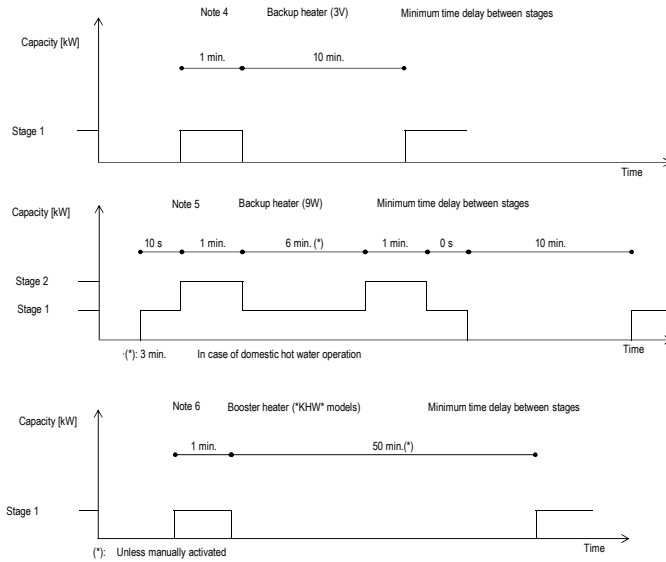 Note 4 Backup heater (3V) Minimum time delay between stages
Capacity [kW]
1 min. 10 min.
Stage 1
Time
Note 5 Backup heater (9W) Minimum time delay between stages
Capacity [kW]
10 s 1 min. 6 min. (*) 1 min. 0 s 10 min.
Stage 2
Stage 1
·(*): 3 min. In case of domestic hot water operation Time
Note 6 Booster heater (*KHW* models) Minimum time delay between stages
Capacity [kW]
1 min. 50 min.(*)
Stage 1
Time
(*): Unless manually activated